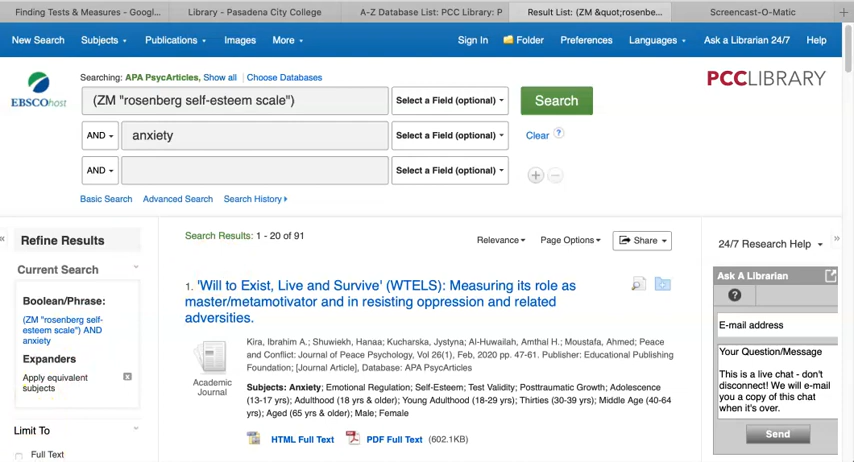 Finding Tests & Measures - Googl...
Library - Pasadena City College
A-Z Database List: PCC Library: P
Result List: (ZM &quot;rosenbe...
Screencast-O-Matic
New Search
Subjects
Publications
Images
More
Sign In
Folder
Preferences
Languages
Ask a Librarian 24/7
Help
EBSCOhost
Searching: APA PsycArticles, Show all | Choose Databases
(ZM "rosenberg self-esteem scale")
Select a Field (optional)
Search
PCCLIBRARY
AND
anxiety
Select a Field (optional)
Clear
?
AND
Select a Field (optional)
Basic Search
Advanced Search
Search History
«
Refine Results
Current Search
Boolean/Phrase:
(ZM "rosenberg self-
esteem scale") AND
anxiety
Expanders
Apply equivalent
subjects
Limit To
Full Text
Search Results: 1 - 20 of 91
Relevance
Page Options
Share
1. 'Will to Exist, Live and Survive' (WTELS): Measuring its role as
master/metamotivator and in resisting oppression and related
adversities.
Academic
Journal
Kira, Ibrahim A.; Shuwiekh, Hanaa; Kucharska, Jystyna; Al-Huwailah, Amthal H.; Moustafa, Ahmed; Peace
and Conflict: Journal of Peace Psychology, Vol 26(1), Feb, 2020 pp. 47-61. Publisher: Educational Publishing
Foundation; [Journal Article], Database: APA PsycArticles
Subjects: Anxiety; Emotional Regulation; Self-Esteem; Test Validity; Posttraumatic Growth; Adolescence
(13-17 yrs); Adulthood (18 yrs & older); Young Adulthood (18-29 yrs); Thirties (30-39 yrs); Middle Age (40-64
yrs); Aged (65 yrs & older); Male; Female
HTML Full Text
PDF Full Text (602.1KB)
»
24/7 Research Help
Ask A Librarian
?
E-mail address
Your Question/Message
This is a live chat - don't
disconnect! We will e-mail
you a copy of this chat
when it's over.
Send